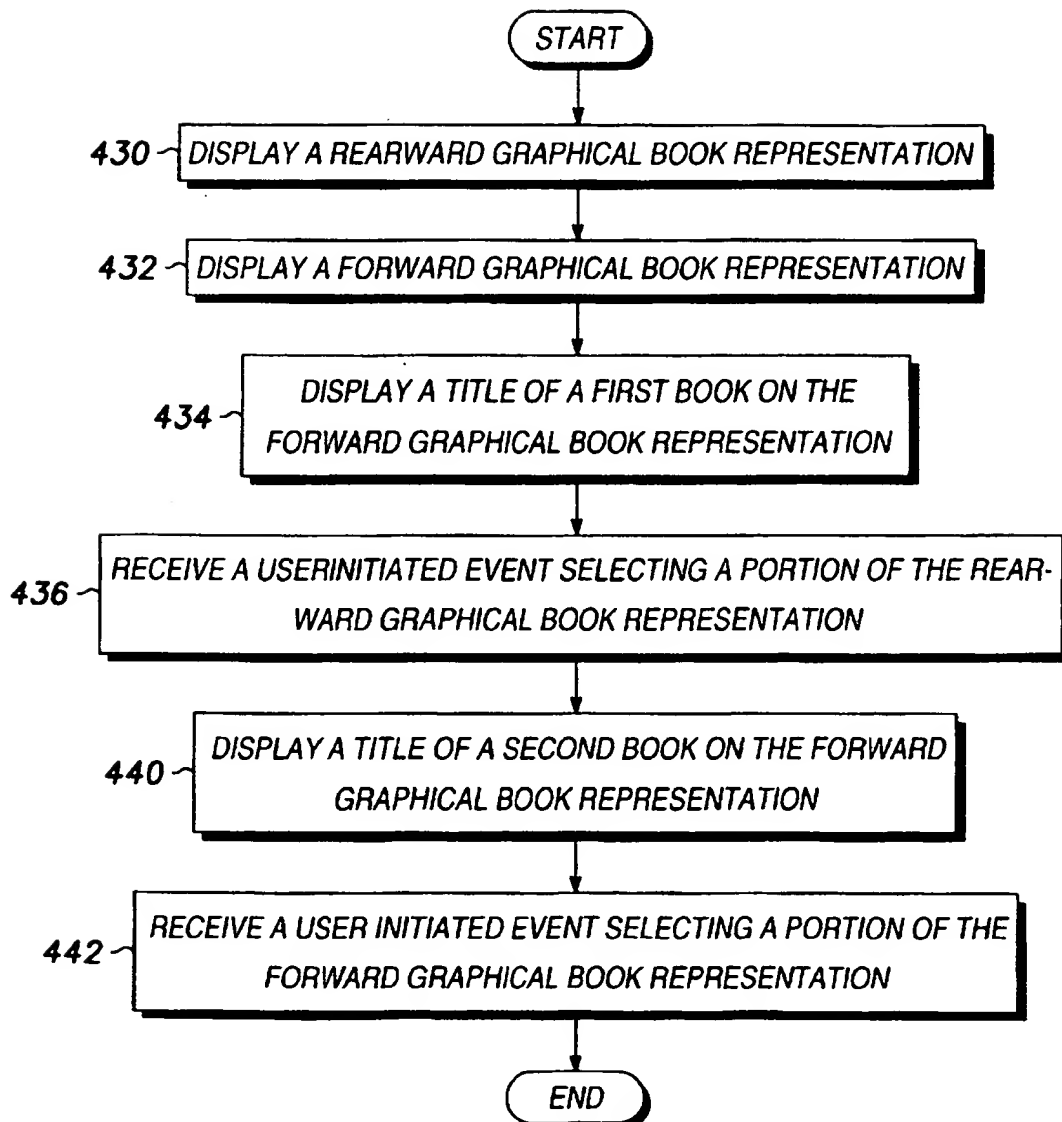 START
430 DISPLAY A REARWARD GRAPHICAL BOOK REPRESENTATION
432 DISPLAY A FORWARD GRAPHICAL BOOK REPRESENTATION
DISPLAY A TITLE OF A FIRST BOOK ON THE
434
FORWARD GRAPHICAL BOOK REPRESENTATION
RECEIVE A USERINITIATED EVENT SELECTING A PORTION OF THE REAR-
436
WARD GRAPHICAL BOOK REPRESENTATION
DISPLAY A TITLE OF A SECOND BOOK ON THE FORWARD
440
GRAPHICAL BOOK REPRESENTATION
RECEIVE A USER INITIATED EVENT SELECTING A PORTION OF THE
442
FORWARD GRAPHICAL BOOK REPRESENTATION
END